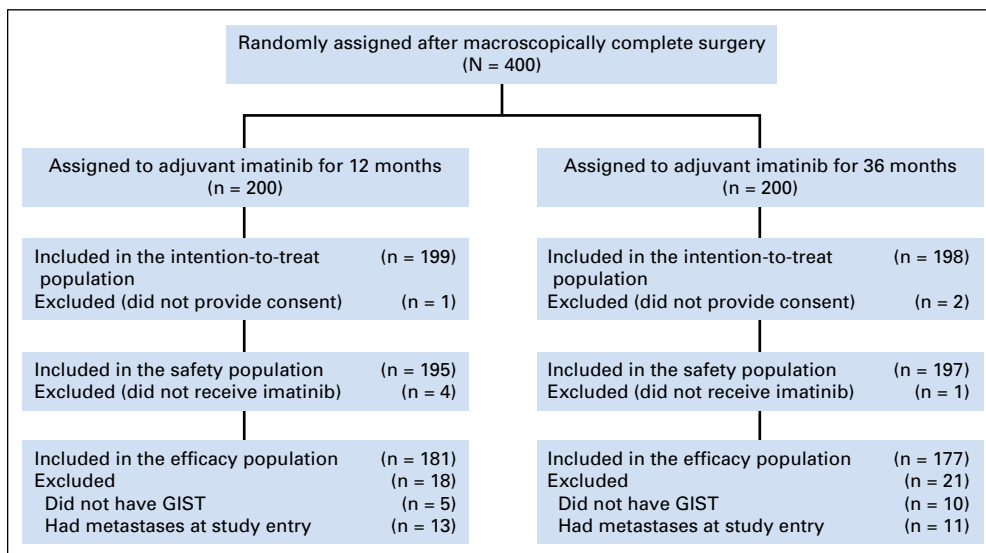 Randomly assigned after macroscopically complete surgery
(N = 400)
Assigned to adjuvant imatinib for 12 months
(n = 200)
Included in the intention-to-treat (n = 199)
population
Excluded (did not provide consent) (n = 1)
Included in the safety population (n = 195)
Excluded (did not receive imatinib) (n = 4)
Included in the efficacy population (n = 181)
Excluded (n = 18)
Did not have GIST (n = 5)
Had metastases at study entry (n = 13)
Assigned to adjuvant imatinib for 36 months
(n = 200)
Included in the intention-to-treat (n = 198)
population
Excluded (did not provide consent) (n = 2)
Included in the safety population (n = 197)
Excluded (did not receive imatinib) (n = 1)
Included in the efficacy population (n = 177)
Excluded (n = 21)
Did not have GIST (n = 10)
Had metastases at study entry (n = 11)